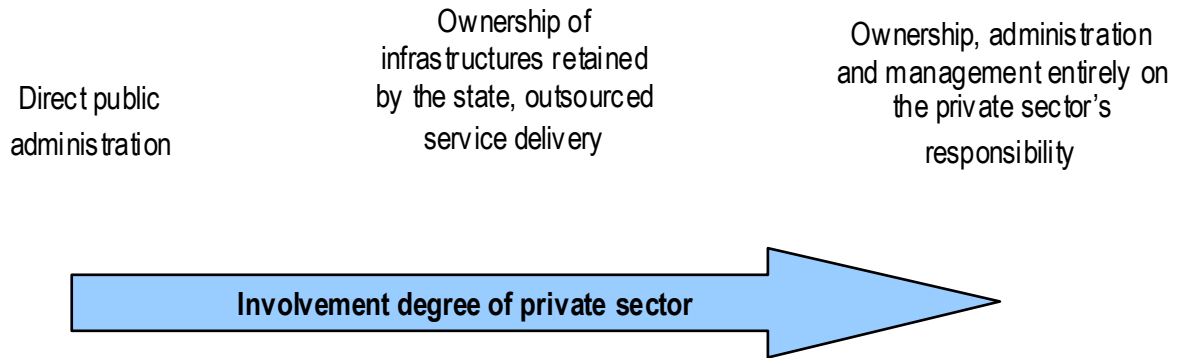 Direct public
administration
Ownership of
infrastructures retained
by the state, outsourced
service delivery
Ownership, administration
and management entirely on
the private sector's
responsibility
Involvement degree of private sector